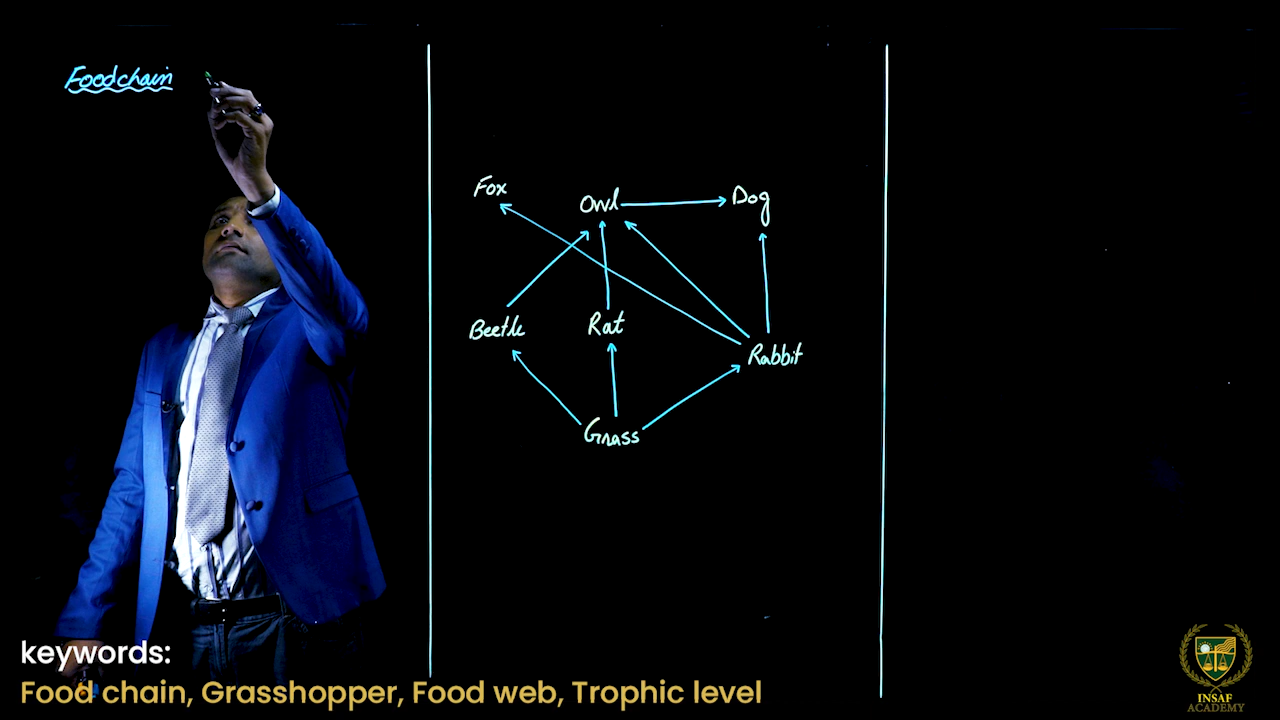 Foodchain
Fox
Owl
Dog
Beetle
Rat
Rabbit
Grass
keywords:
Food chain, Grasshopper, Food web, Trophic level
INSAF
ACADEMY